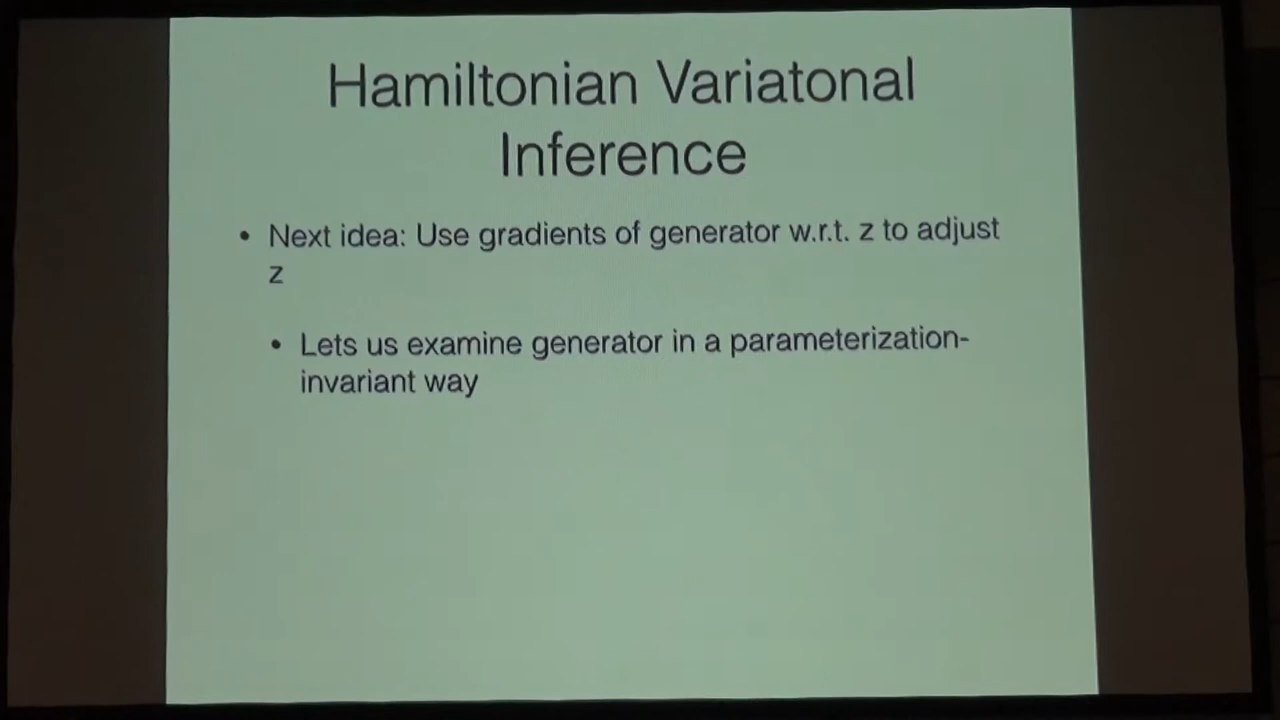 Hamiltonian Variatonal
Inference
• Next idea: Use gradients of generator w.r.t. z to adjust
z
• Lets us examine generator in a parameterization-
invariant way